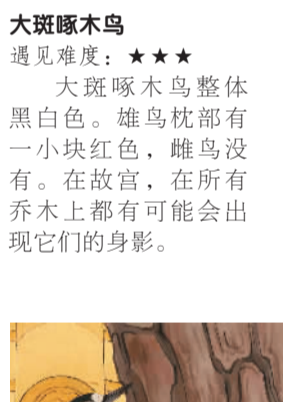 大斑啄木鸟
遇见难度：★★★
大斑啄木鸟整体
黑白色。雄鸟枕部有
一小块红色，雌鸟没
有。在故宫，在所有
乔木上都有可能会出
现它们的身影。